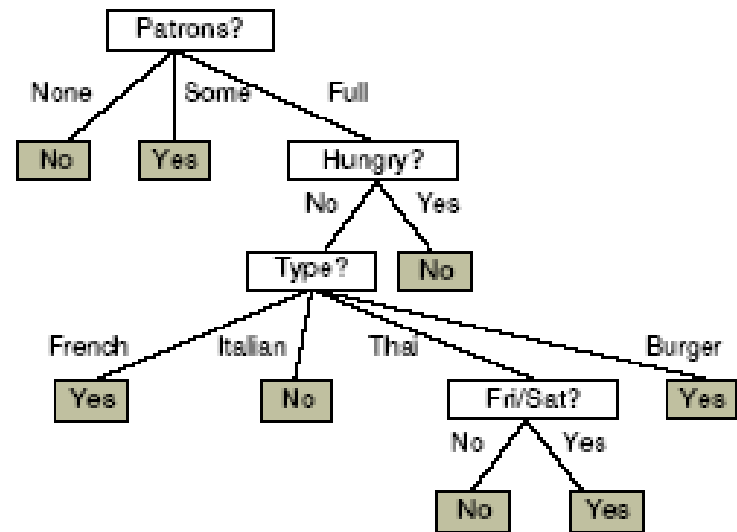 Patrons?
None Some Full
No Yes Hungry?
No Yes
Type? No
French Italian Thai Burger
Yes No Fri/Sat? Yes
No Yes
No Yes